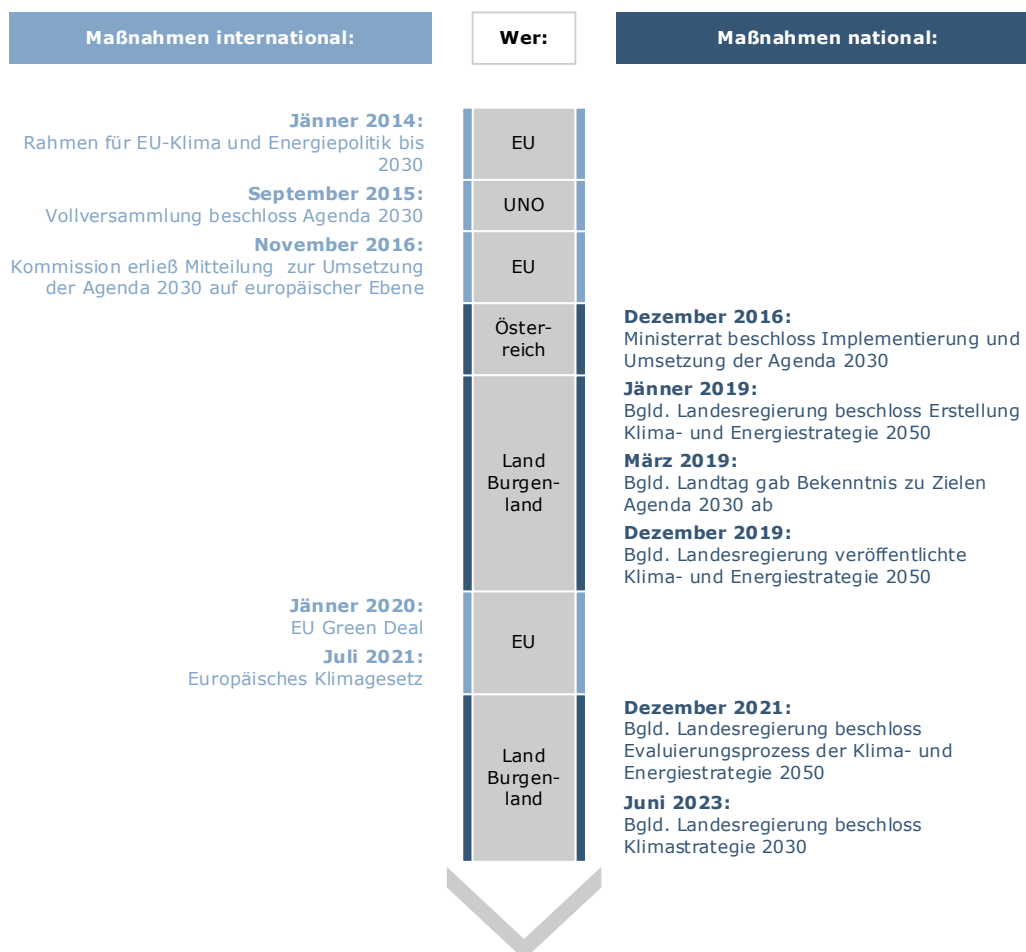 Maßnahmen international:
Wer:
Maßnahmen national:
Jänner 2014:
Rahmen für EU-Klima und Energiepolitik bis
2030
EU
September 2015:
Vollversammlung beschloss Agenda 2030
UNO
November 2016:
Kommission erließ Mitteilung zur Umsetzung
der Agenda 2030 auf europäischer Ebene
EU
Öster-
reich
Dezember 2016:
Ministerrat beschloss Implementierung und
Umsetzung der Agenda 2030
Land
Burgen-
land
Jänner 2019:
Bgld. Landesregierung beschloss Erstellung
Klima- und Energiestrategie 2050
März 2019:
Bgld. Landtag gab Bekenntnis zu Zielen
Agenda 2030 ab
Dezember 2019:
Bgld. Landesregierung veröffentlichte
Klima- und Energiestrategie 2050
Jänner 2020:
EU Green Deal
Juli 2021:
Europäisches Klimagesetz
EU
Land
Burgen-
land
Dezember 2021:
Bgld. Landesregierung beschloss
Evaluierungsprozess der Klima- und
Energiestrategie 2050
Juni 2023:
Bgld. Landesregierung beschloss
Klimastrategie 2030